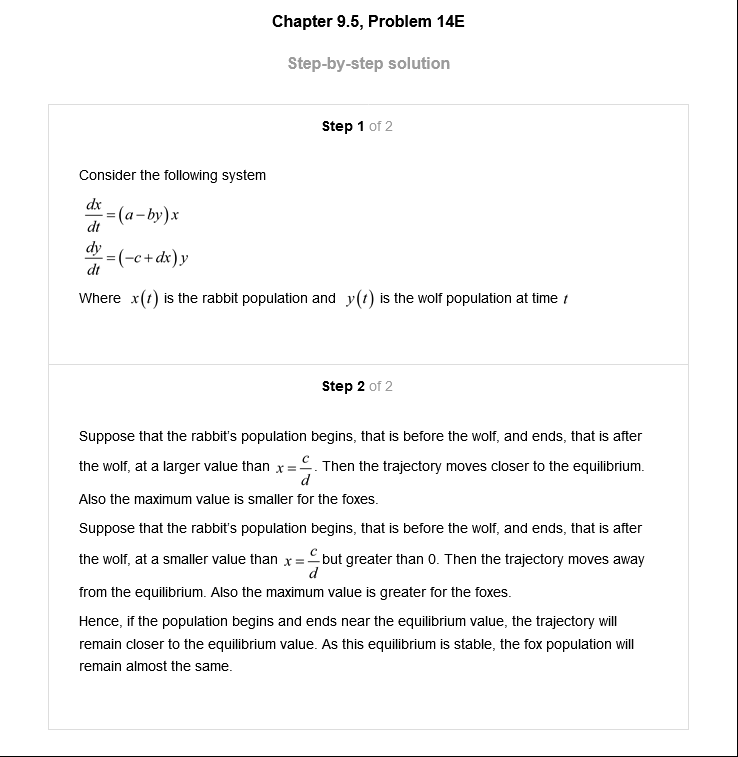 Chapter 9.5, Problem 14E
Step-by-step solution
Step 1 of 2
Consider the following system
dx/dt = (a − by)x
dy/dt = (−c + dx)y
Where x(t) is the rabbit population and y(t) is the wolf population at time t
Step 2 of 2
Suppose that the rabbit's population begins, that is before the wolf, and ends, that is after
the wolf, at a larger value than x = c/d. Then the trajectory moves closer to the equilibrium.
Also the maximum value is smaller for the foxes.
Suppose that the rabbit's population begins, that is before the wolf, and ends, that is after
the wolf, at a smaller value than x = c/d but greater than 0. Then the trajectory moves away
from the equilibrium. Also the maximum value is greater for the foxes.
Hence, if the population begins and ends near the equilibrium value, the trajectory will
remain closer to the equilibrium value. As this equilibrium is stable, the fox population will
remain almost the same.